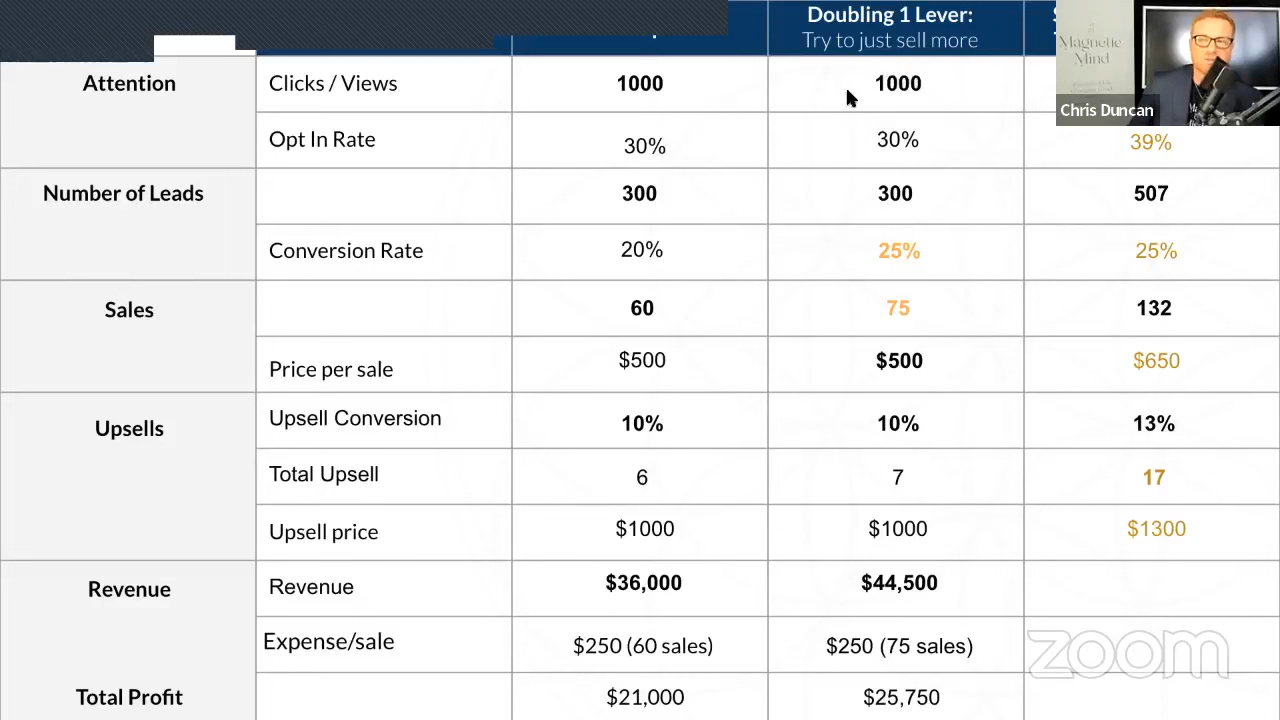 Doubling 1 Lever:
Try to just sell more
Magnetic
Mind
Chris Duncan
Attention Clicks / Views 1000 1000
Opt In Rate 30% 30% 39%
Number of Leads 300 300 507
Conversion Rate 20% 25% 25%
Sales 60 75 132
Price per sale $500 $500 $650
Upsells Upsell Conversion 10% 10% 13%
Total Upsell 6 7 17
Upsell price $1000 $1000 $1300
Revenue Revenue $36,000 $44,500
Expense/sale $250 (60 sales) $250 (75 sales)
zoom
Total Profit $21,000 $25,750